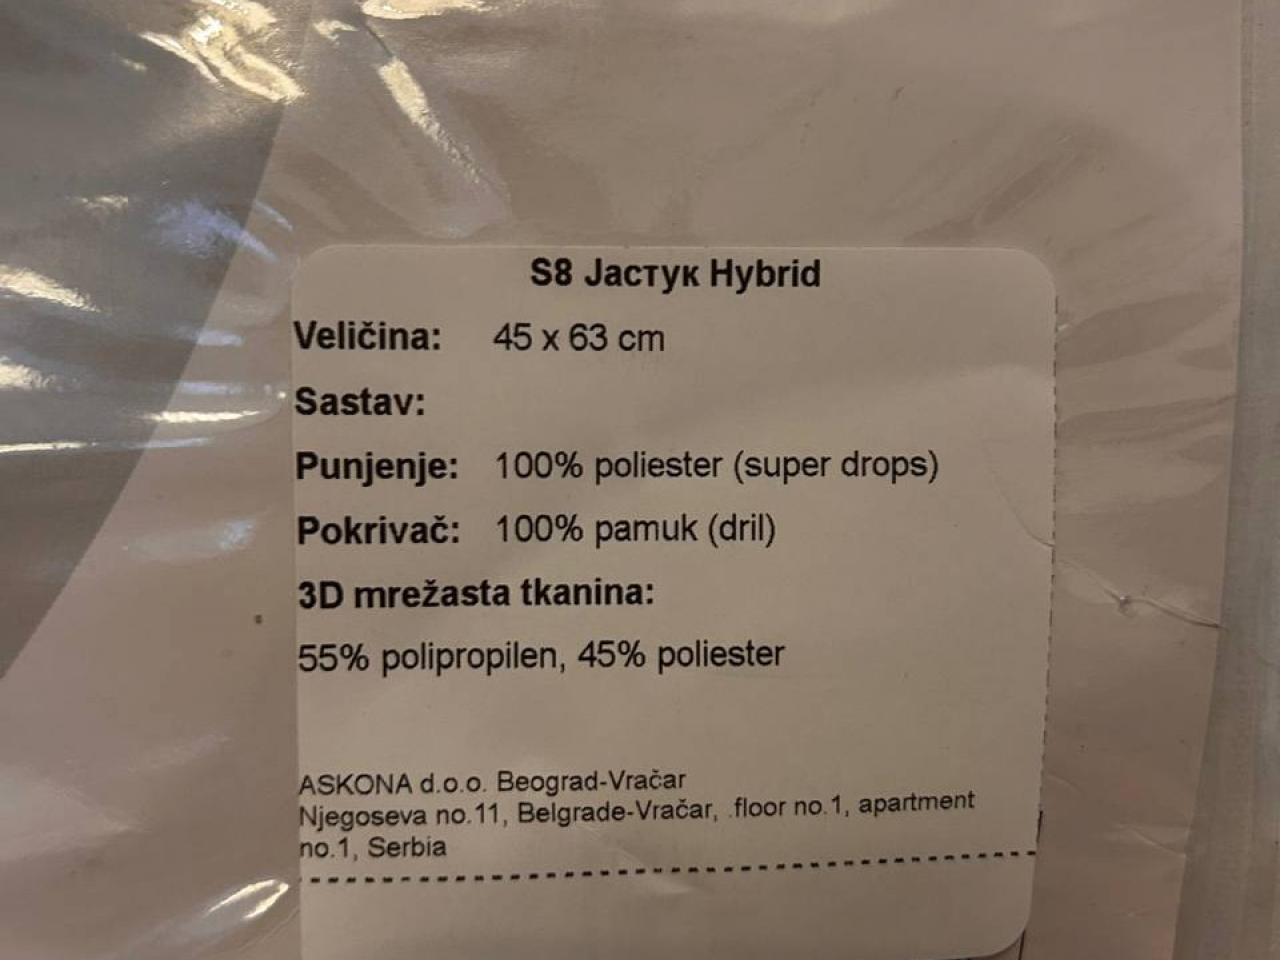 S8 Јастук Hybrid
Veličina: 45 x 63 cm
Sastav:
Punjenje: 100% poliester (super drops)
Pokrivač: 100% pamuk (dril)
3D mrežasta tkanina:
55% polipropilen, 45% poliester
ASKONA d.o.o. Beograd-Vračar
Njegoseva no.11, Belgrade-Vračar, .floor no.1, apartment
no.1, Serbia